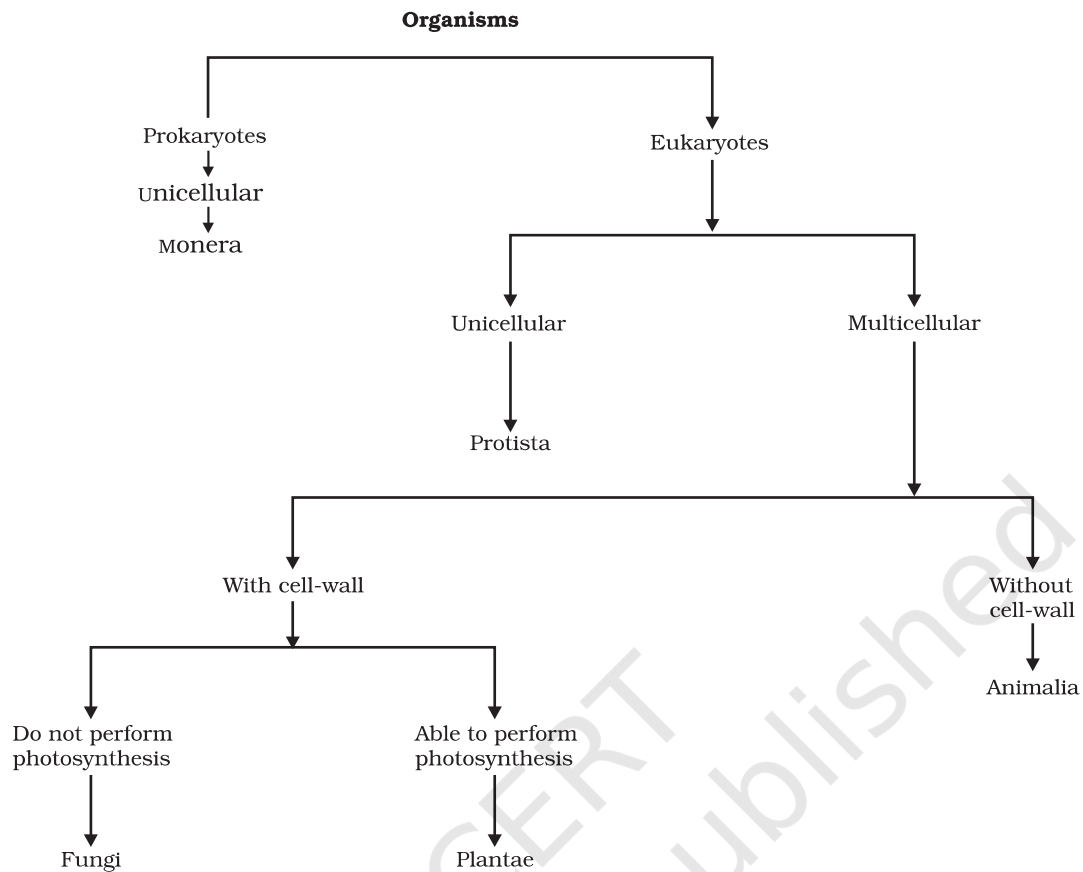 Organisms
Prokaryotes
Eukaryotes
Unicellular
Monera
Unicellular
Multicellular
Protista
With cell-wall
Without
cell-wall
Animalia
Do not perform
photosynthesis
Able to perform
photosynthesis
Fungi
Plantae